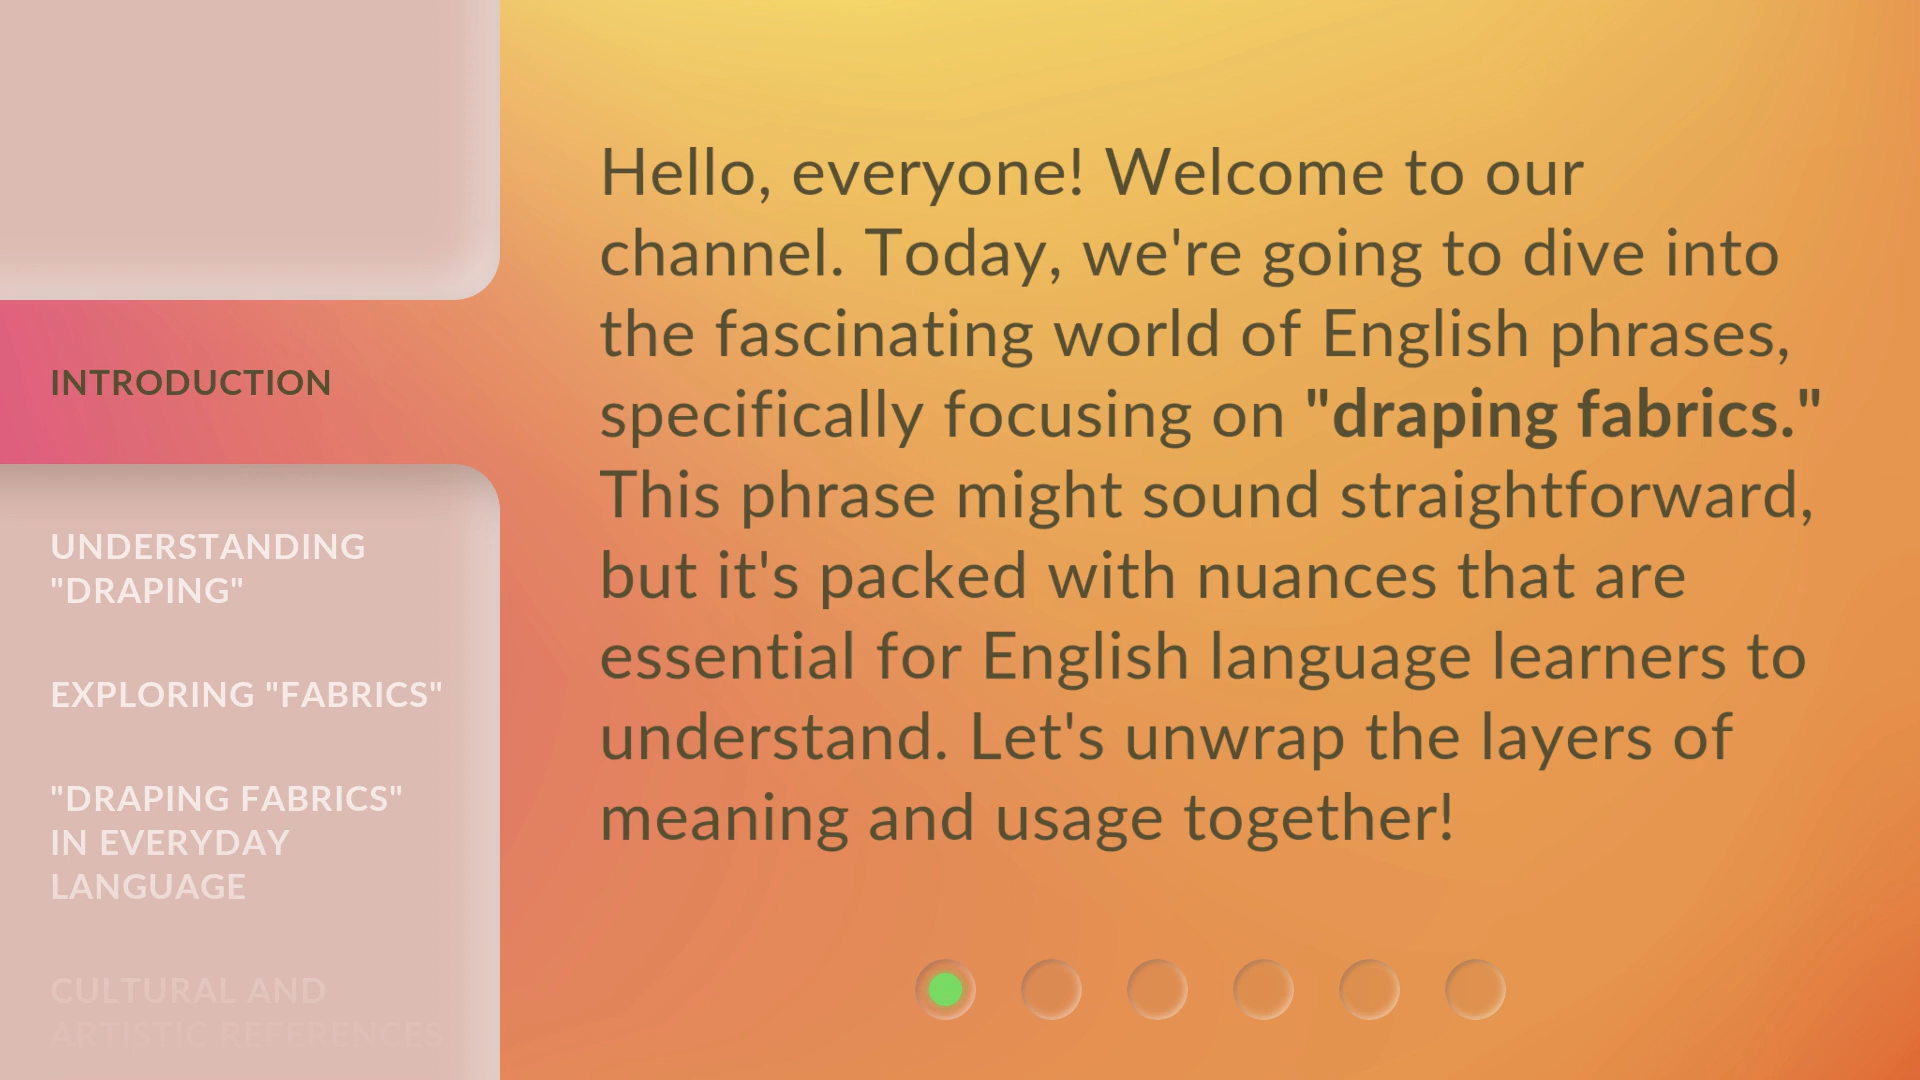 INTRODUCTION
UNDERSTANDING
"DRAPING"
EXPLORING "FABRICS"
"DRAPING FABRICS"
IN EVERYDAY
LANGUAGE
CULTURAL AND
ARTISTIC REFERENCES
Hello, everyone! Welcome to our
channel. Today, we're going to dive into
the fascinating world of English phrases,
specifically focusing on "draping fabrics."
This phrase might sound straightforward,
but it's packed with nuances that are
essential for English language learners to
understand. Let's unwrap the layers of
meaning and usage together!